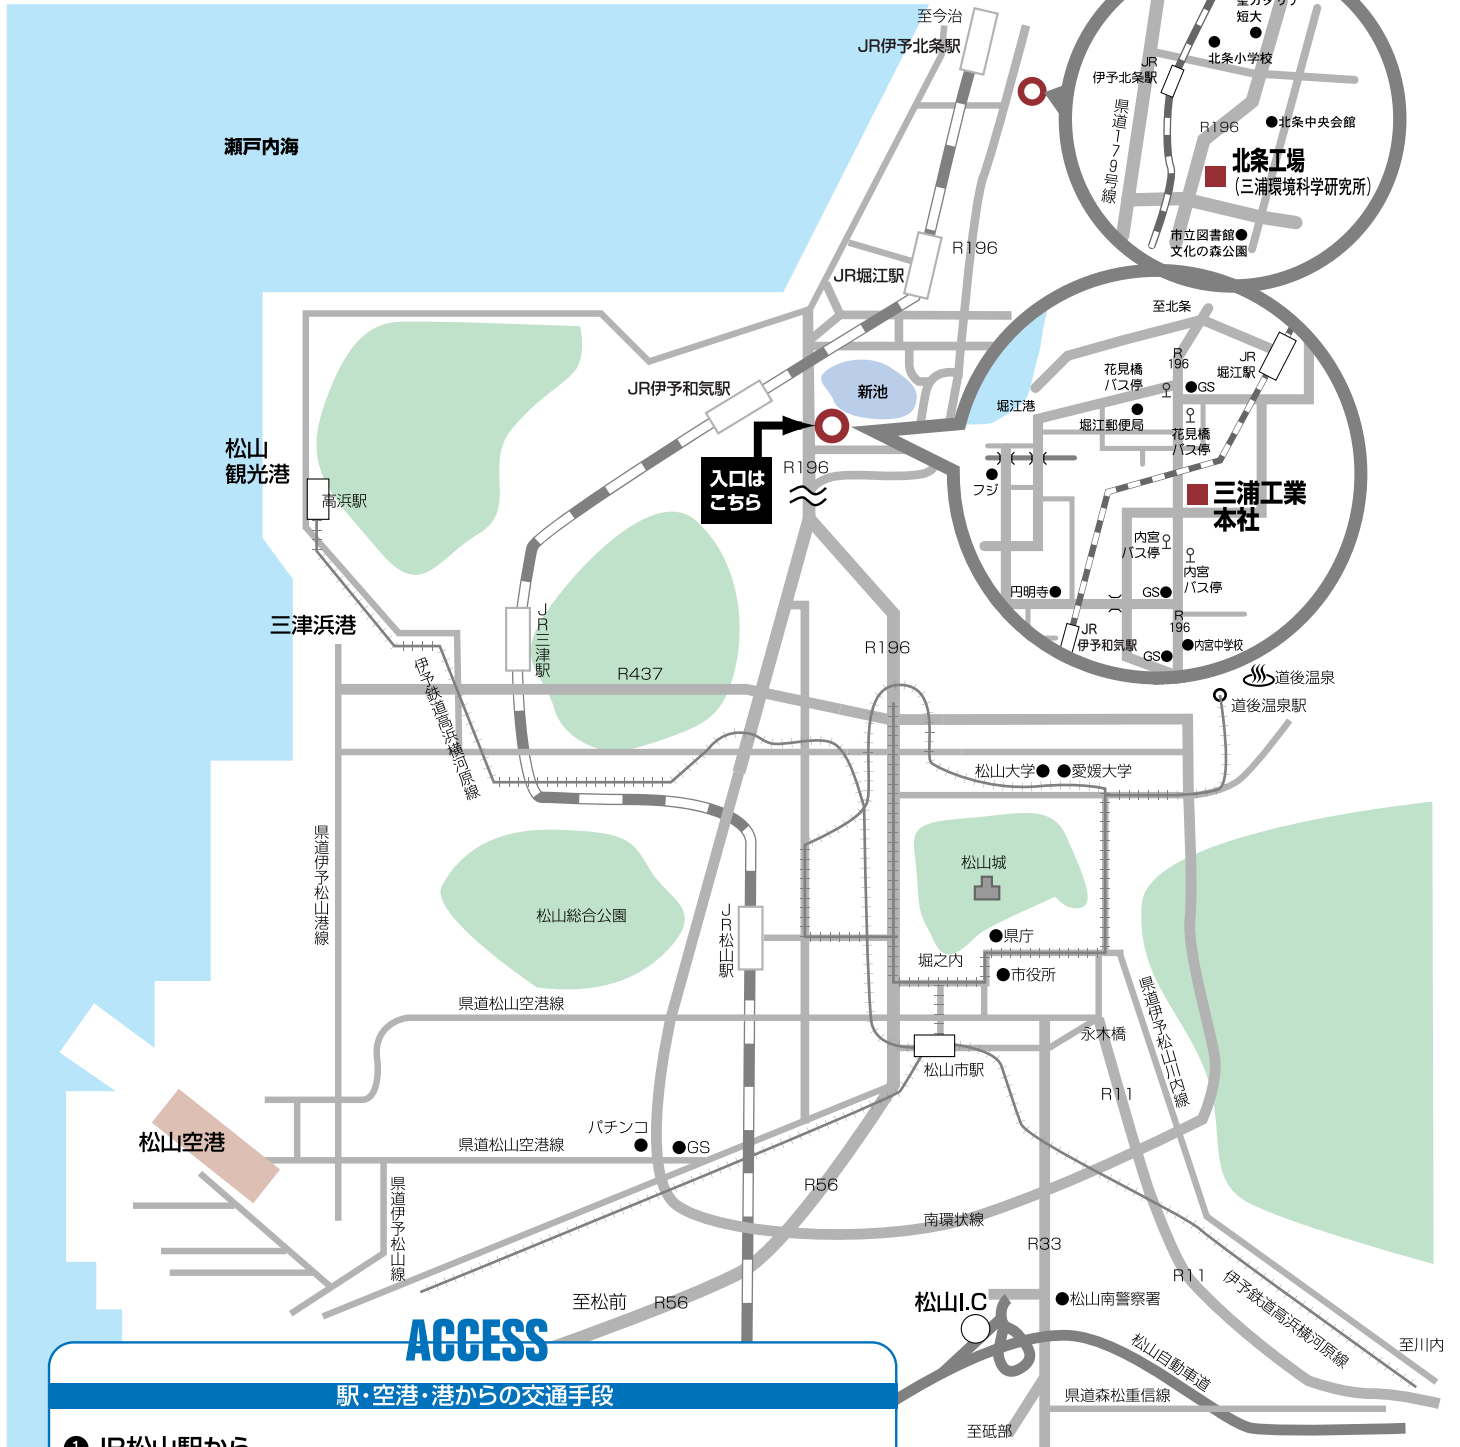 至今治
JR伊予北条駅
瀬戸内海
短大
北条小学校
JR
伊予北条駅
県道179号線
R196
北条中央会館
北条工場
(三浦環境科学研究所)
市立図書館
文化の森公園
R196
JR堀江駅
至北条
R
196
JR
堀江駅
花見橋
バス停
GS
堀江港
堀江郵便局
花見橋
バス停
フジ
三浦工業
本社
内宮
バス停
内宮
バス停
円明寺
GS
R
196
JR
伊予和気駅
内宮中学校
GS
JR伊予和気駅
新池
入口は
こちら
R196
松山
観光港
高浜駅
三津浜港
JR三津駅
伊予鉄道高浜横河原線
R437
R196
道後温泉
道後温泉駅
松山大学
愛媛大学
県道伊予松山港線
松山総合公園
JR松山駅
松山城
県庁
堀之内
市役所
県道松山空港線
永木橋
県道伊予松山川内線
松山市駅
R11
松山空港
パチンコ
GS
県道松山空港線
県道伊予松山線
R56
南環状線
R33
R11
伊予鉄道高浜横河原線
至松前
R56
松山I.C
松山南警察署
松山自動車道
至川内
県道森松重信線
至砥部
ACCESS
駅・空港・港からの交通手段
❶ JR松山駅から